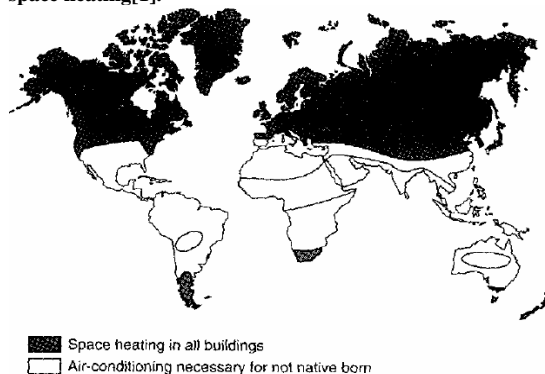 space heating[1].
Space heating in all buildings
Air-conditioning necessary for not native born